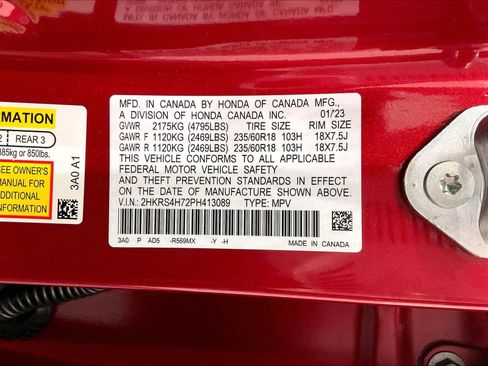 MFD. IN CANADA BY HONDA OF CANADA MFG.,
A DIVISION OF HONDA CANADA INC. 01/23
GVWR 2175KG (4795LBS) TIRE SIZE RIM SIZE
GAWR F 1120KG (2469LBS) 235/60R18 103H 18X7.5J
GAWR R 1120KG (2469LBS) 235/60R18 103H 18X7.5J
THIS VEHICLE CONFORMS TO ALL APPLICABLE
FEDERAL MOTOR VEHICLE SAFETY
AND THEFT PREVENTION STANDARDS IN EFFECT
ON THE DATE OF MANUFACTURE SHOWN ABOVE.
V.I.N.: 2HKRS4H72PH413089 TYPE: MPV
3A0 P AD5 -R569MX -Y -H
MADE IN CANADA
REAR 3
385kg or 850lbs.
SEE OWNER'S
MANUAL FOR
ADDITIONAL
INFORMATION
3A0 A1